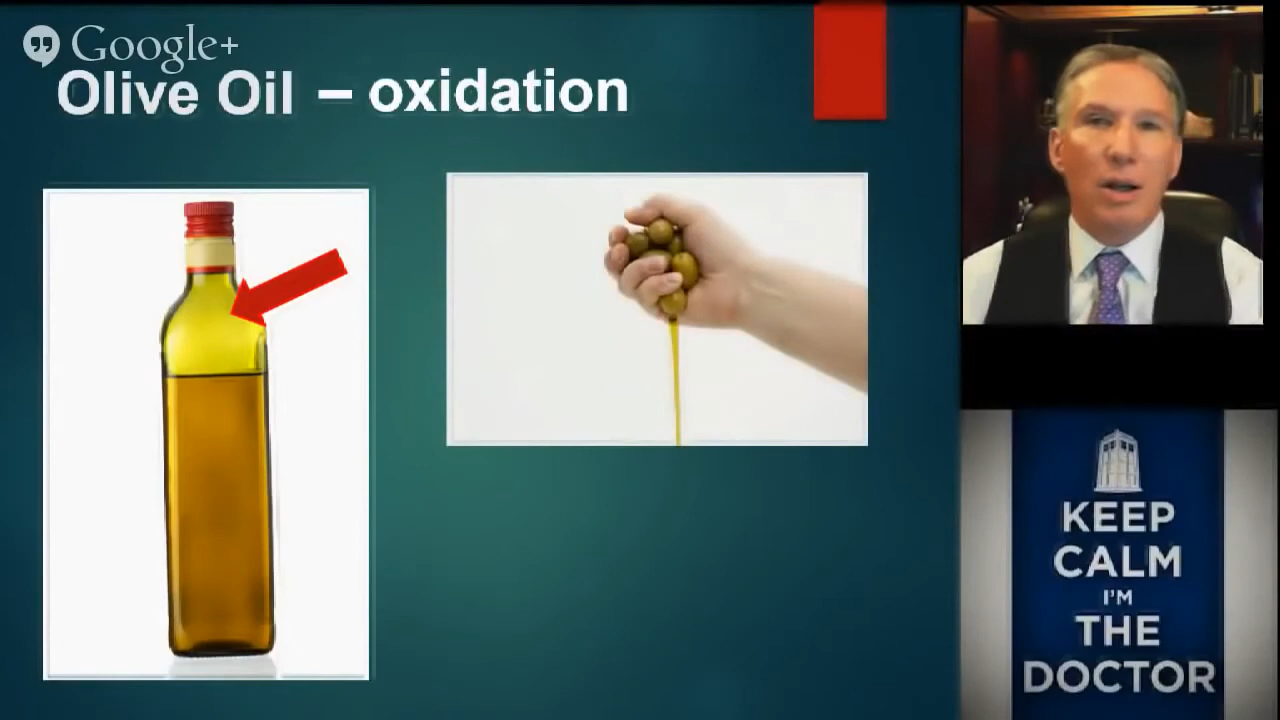 Google+
Olive Oil – oxidation
KEEP
CALM
I'M
THE
DOCTOR